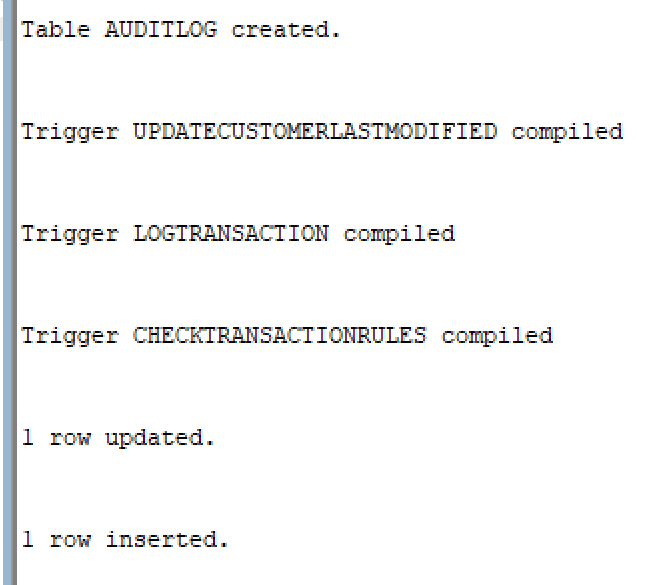 Table AUDITLOG created.
Trigger UPDATECUSTOMERLASTMODIFIED compiled
Trigger LOGTRANSACTION compiled
Trigger CHECKTRANSACTIONRULES compiled
1 row updated.
1 row inserted.